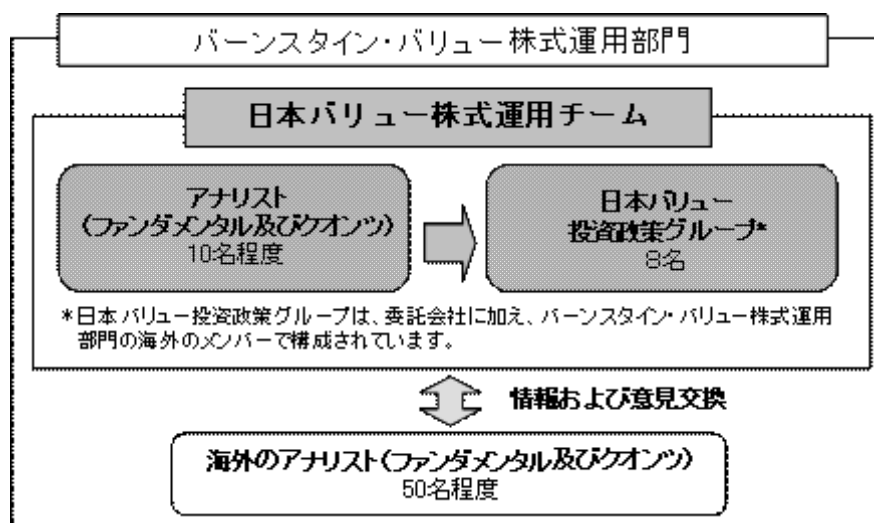 バーンスタイン・バリュー株式運用部門
日本バリュー株式運用チーム
アナリスト
(ファンダメンタル及びクオンツ)
10名程度
日本バリュー
投資政策グループ*
8名
*日本バリュー投資政策グループは、委託会社に加え、バーンスタイン・バリュー株式運用
部門の海外のメンバーで構成されています。
情報および意見交換
海外のアナリスト(ファンダメンタル及びクオンツ)
50名程度